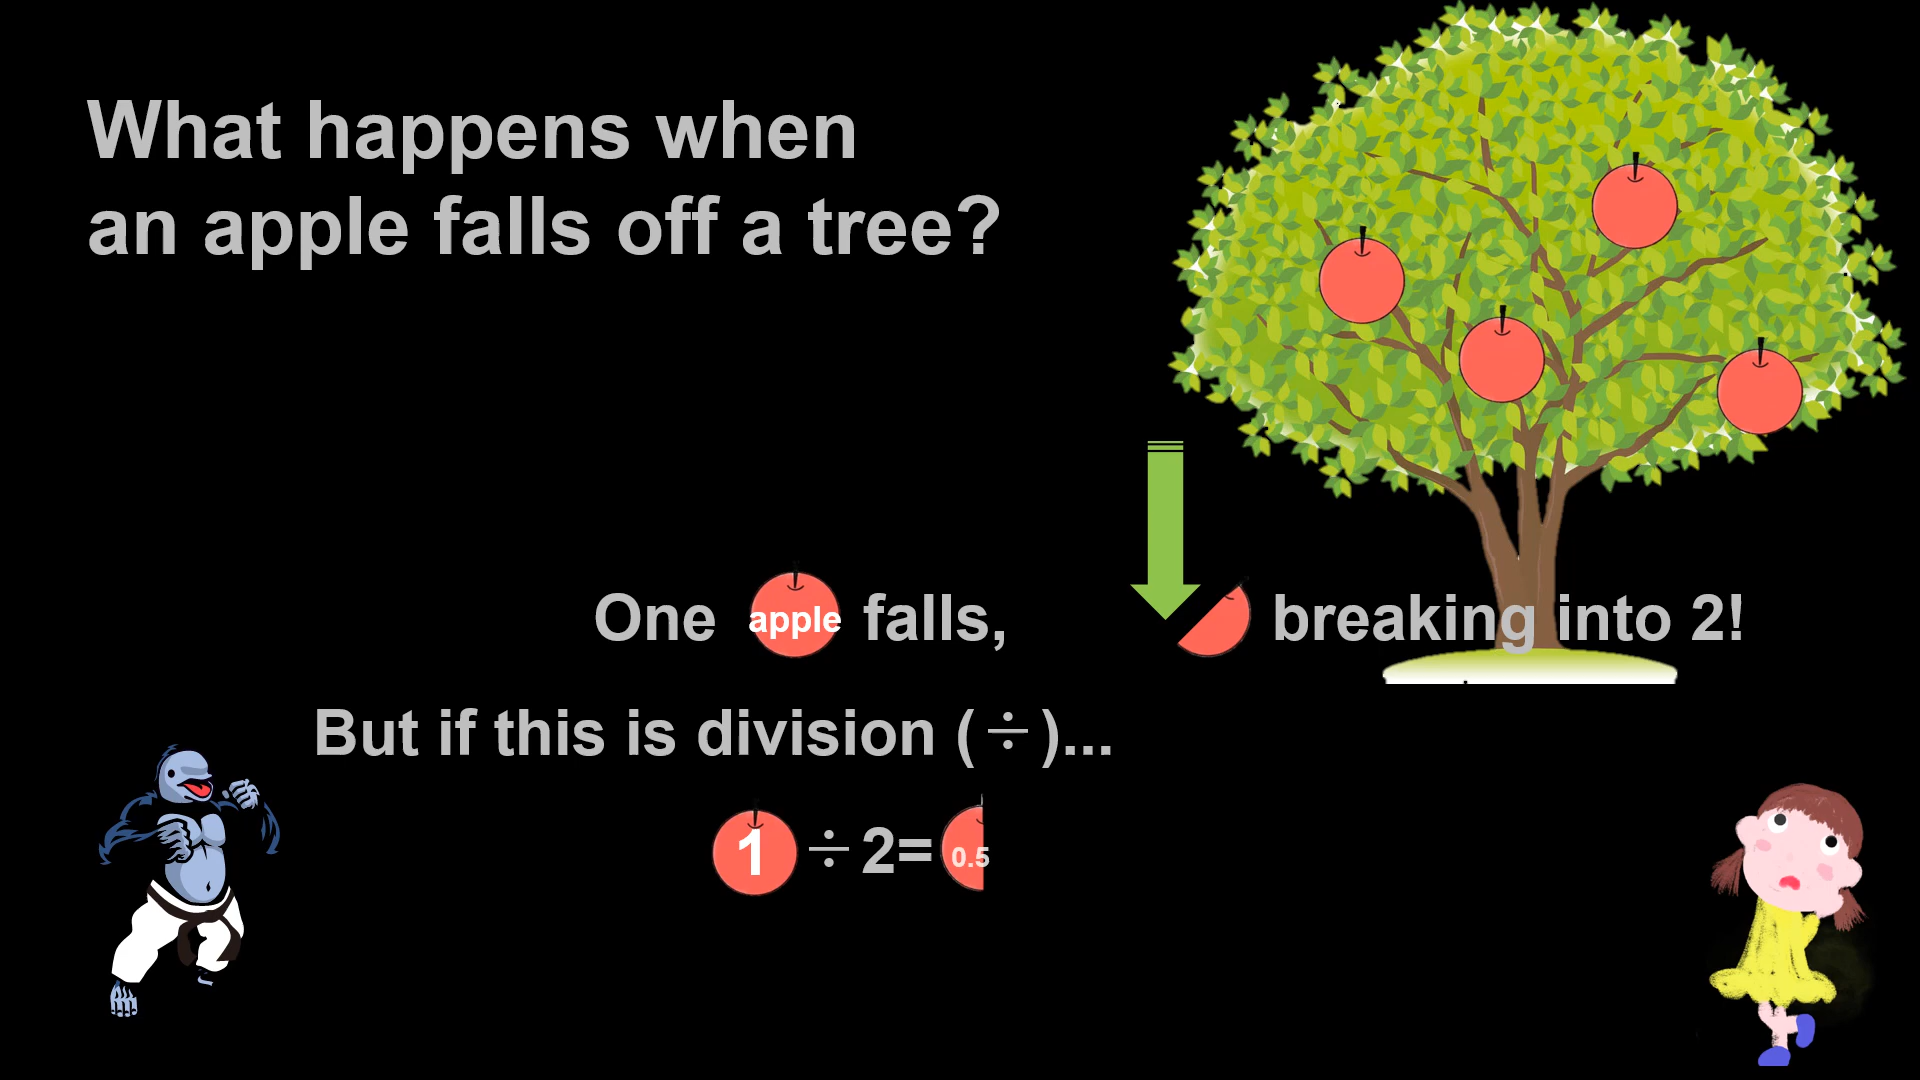 What happens when
an apple falls off a tree?
One apple falls, breaking into 2!
But if this is division (÷)...
1÷2=0.5